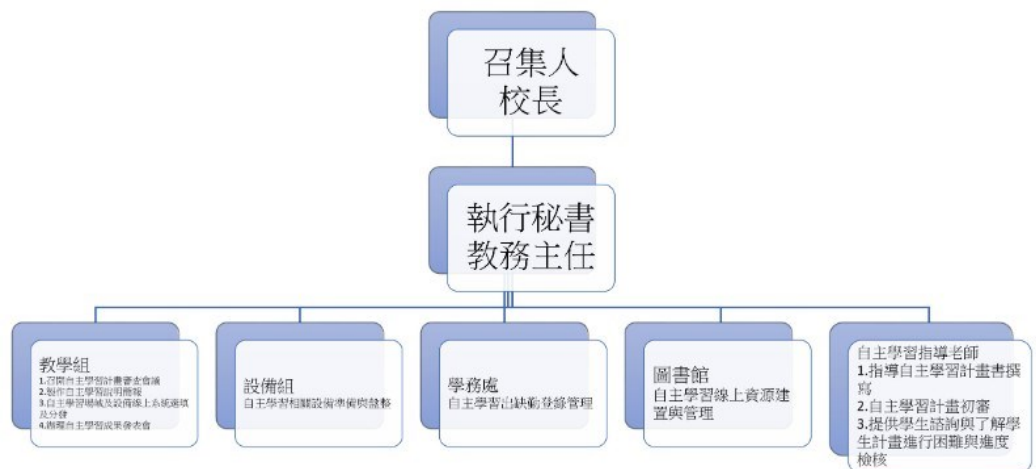 召集人
校長
執行秘書
教務主任
教學組
1.召開自主學習計畫審查會議
2.製作自主學習說明簡報
3.自主學習場域及設備線上系統選填
及分發
4.辦理自主學習成果發表會
設備組
自主學習相關設備準備與盤整
學務處
自主學習出缺勤登錄管理
圖書館
自主學習線上資源建
置與管理
自主學習指導老師
1.指導自主學習計畫書撰
寫
2.自主學習計畫初審
3.提供學生諮詢與了解學
生計畫進行困難與進度
檢核